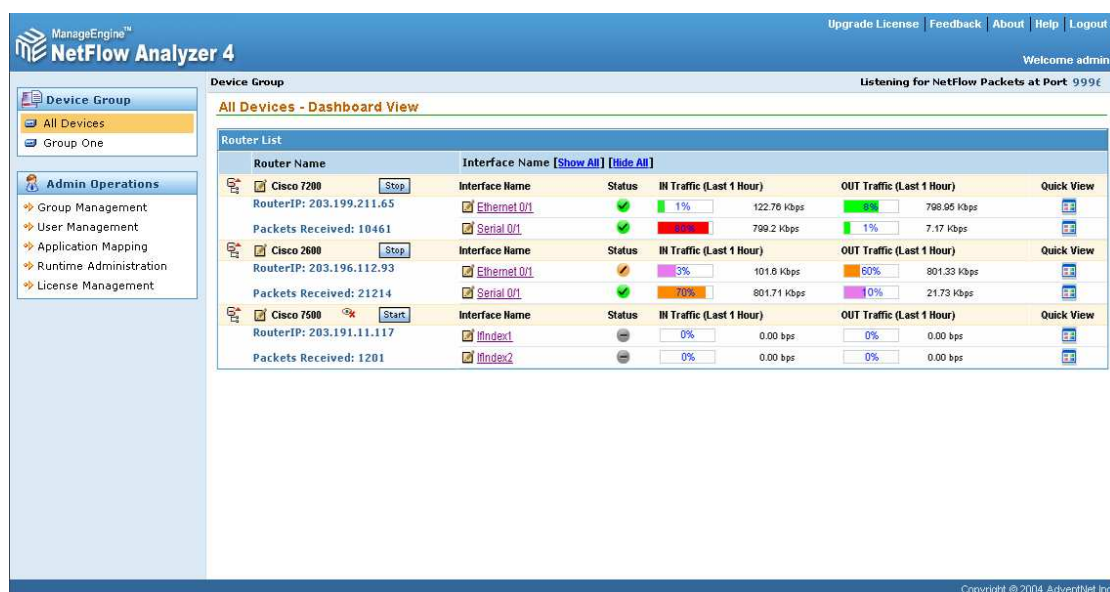 Upgrade License | Feedback | About | Help | Logout
ManageEngine™
NetFlow Analyzer 4
Welcome admin
Device Group
Listening for NetFlow Packets at Port 999
Device Group
All Devices
Group One
Admin Operations
Group Management
User Management
Application Mapping
Runtime Administration
License Management
All Devices - Dashboard View
Router List
Router Name Interface Name [Show All] [Hide All]
Cisco 7200 Stop Interface Name Status IN Traffic (Last 1 Hour) OUT Traffic (Last 1 Hour) Quick View
RouterIP: 203.199.211.65 Ethernet 0/1 1% 122.76 Kbps 8% 798.95 Kbps
Packets Received: 10461 Serial 0/1 80% 799.2 Kbps 1% 7.17 Kbps
Cisco 2600 Stop Interface Name Status IN Traffic (Last 1 Hour) OUT Traffic (Last 1 Hour) Quick View
RouterIP: 203.196.112.93 Ethernet 0/1 3% 101.6 Kbps 60% 801.33 Kbps
Packets Received: 21214 Serial 0/1 70% 801.71 Kbps 10% 21.73 Kbps
Cisco 7500 Start Interface Name Status IN Traffic (Last 1 Hour) OUT Traffic (Last 1 Hour) Quick View
RouterIP: 203.191.11.117 IfIndex1 0% 0.00 bps 0% 0.00 bps
Packets Received: 1201 IfIndex2 0% 0.00 bps 0% 0.00 bps
Copyright © 2004 AdventNet Inc